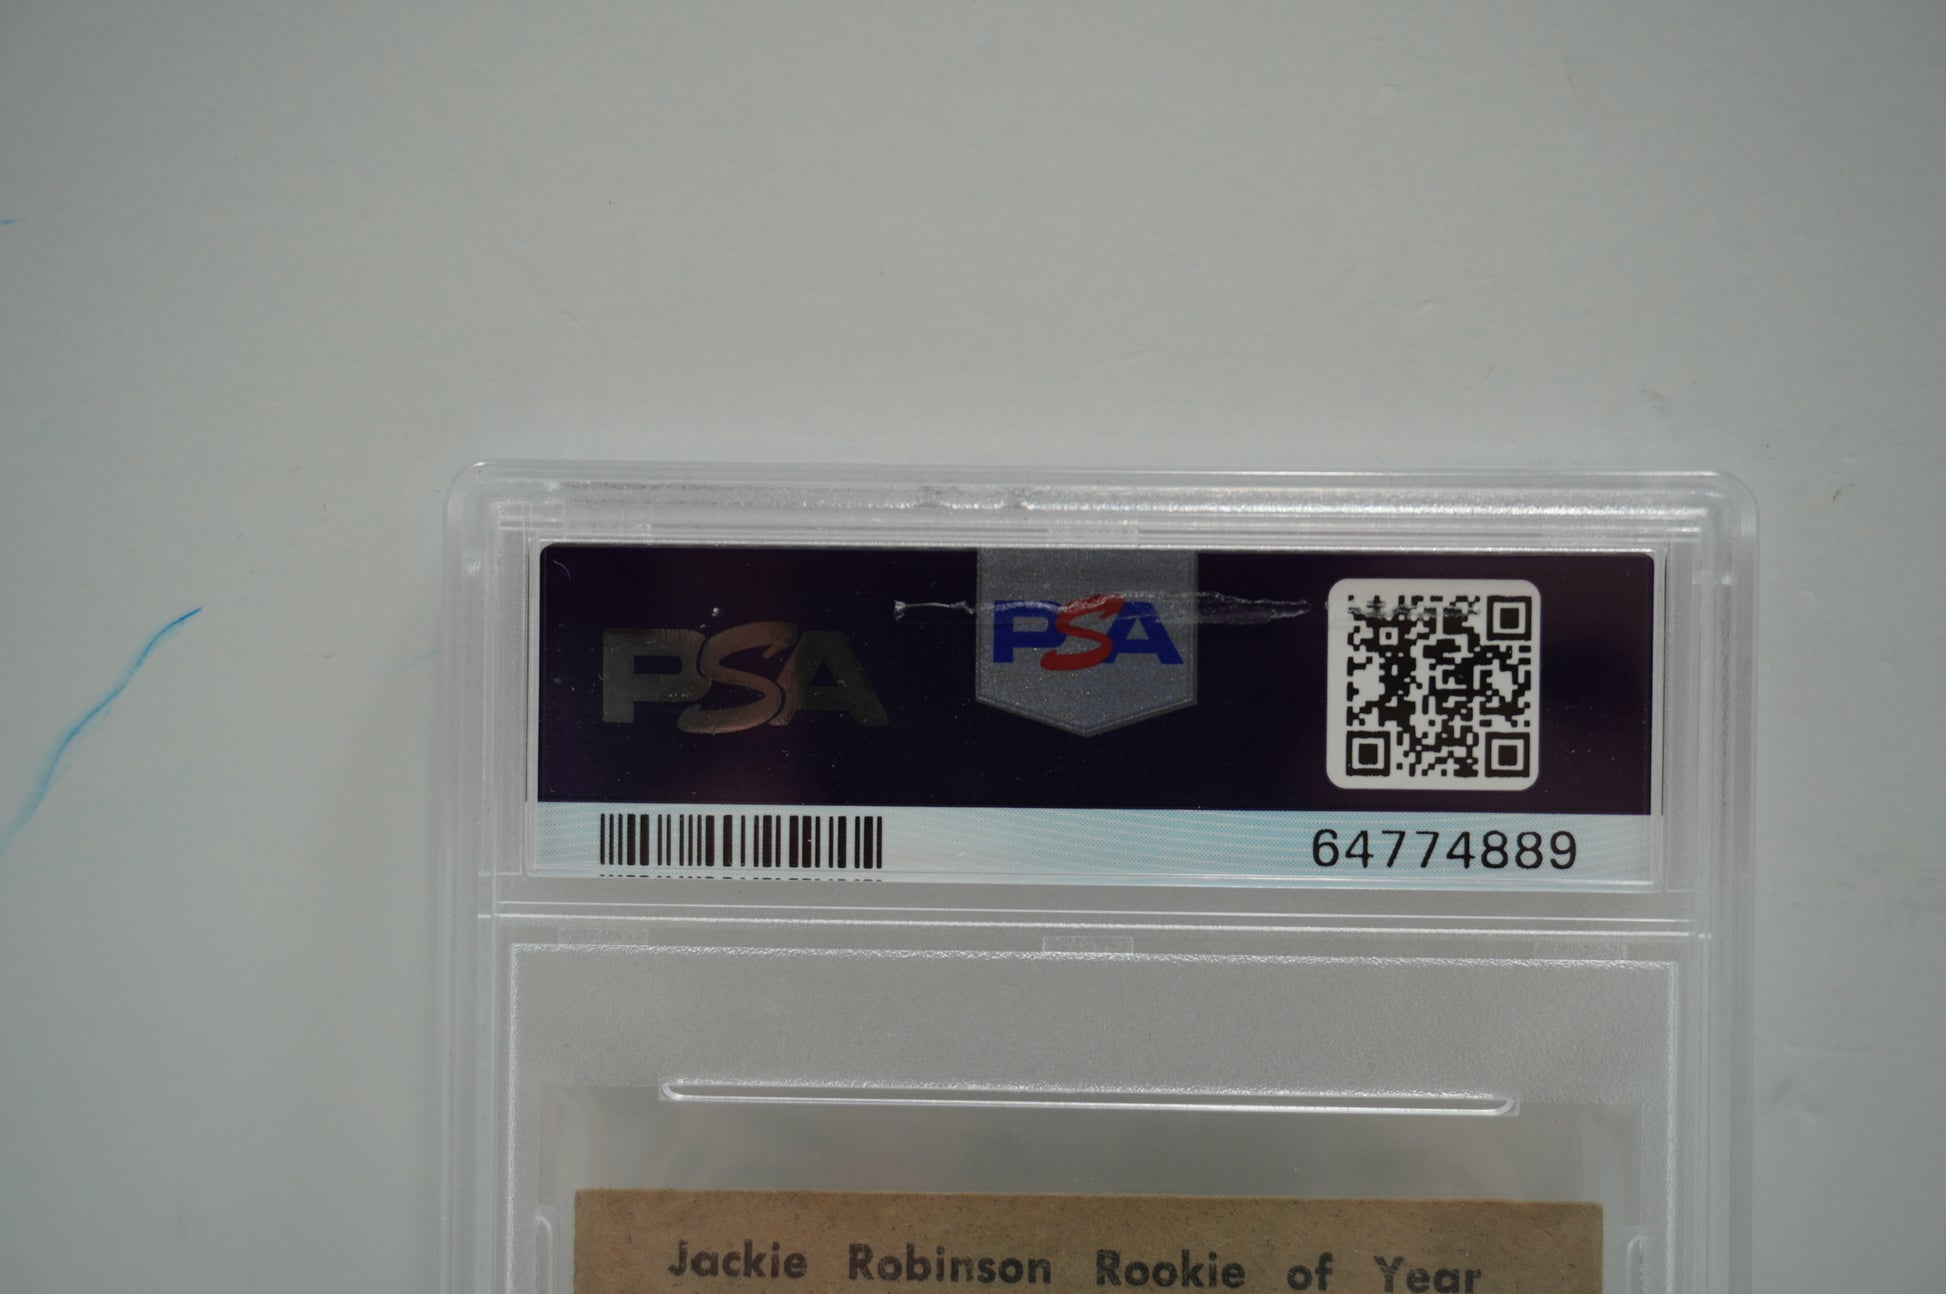 PSA
PSA
64774889
Jackie Robinson Rookie of Year